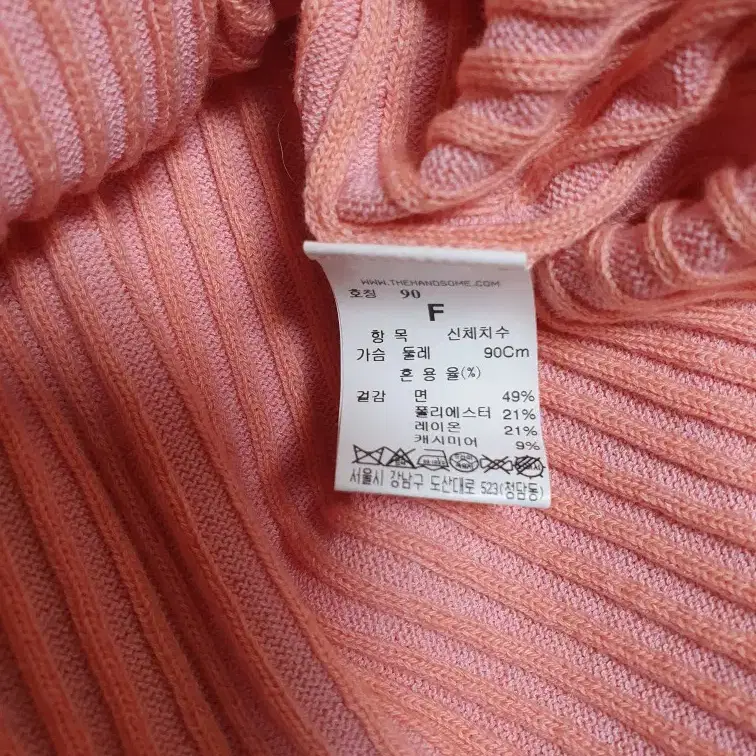 WWW.THEHANDSOME.COM
호칭 90
F
항 목 신체치수
가슴 둘레 90Cm
혼 용 율(%)
겉감 면 49%
폴리에스터 21%
레이온 21%
캐시미어 9%
서울시 강남구 도산대로 523(청담동)